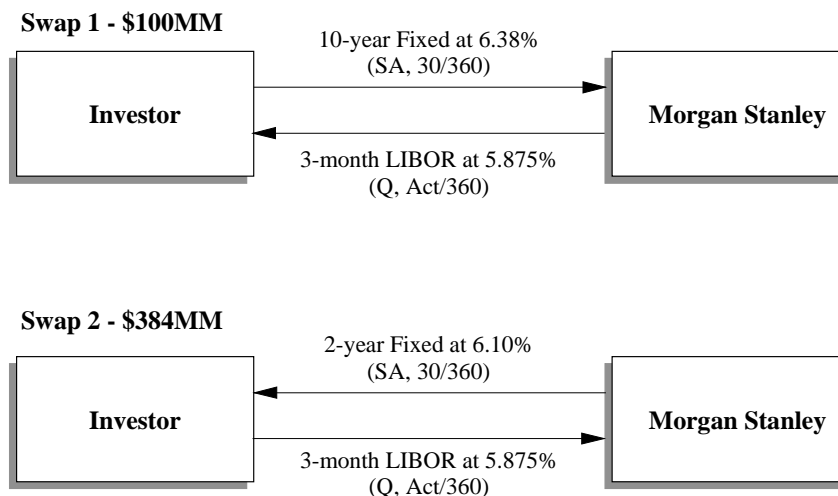 Swap 1 - $100MM
10-year Fixed at 6.38%
(SA, 30/360)
Investor
Morgan Stanley
3-month LIBOR at 5.875%
(Q, Act/360)
Swap 2 - $384MM
2-year Fixed at 6.10%
(SA, 30/360)
Investor
Morgan Stanley
3-month LIBOR at 5.875%
(Q, Act/360)